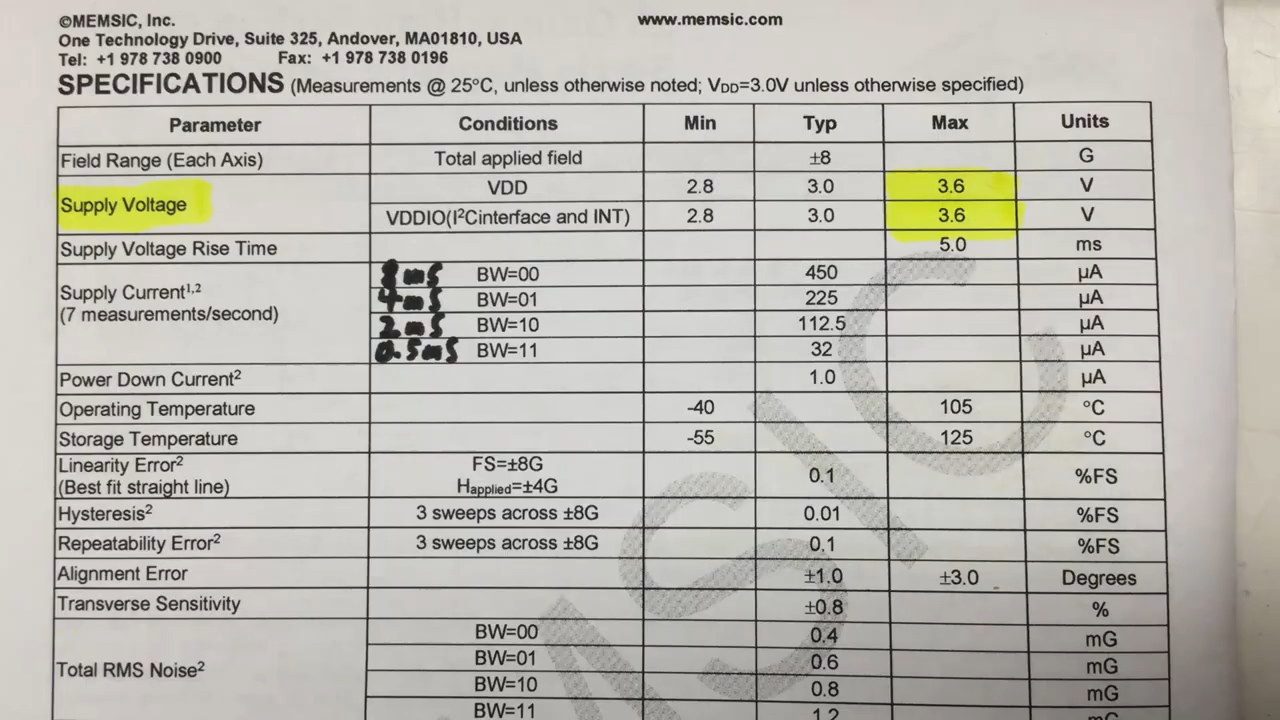 ©MEMSIC, Inc. www.memsic.com
One Technology Drive, Suite 325, Andover, MA01810, USA
Tel: +1 978 738 0900 Fax: +1 978 738 0196
SPECIFICATIONS (Measurements @ 25°C, unless otherwise noted; VDD=3.0V unless otherwise specified)
Parameter Conditions Min Typ Max Units
Field Range (Each Axis) Total applied field ±8 G
Supply Voltage VDD 2.8 3.0 3.6 V
VDDIO(I²Cinterface and INT) 2.8 3.0 3.6 V
Supply Voltage Rise Time 5.0 ms
Supply Current1,2 8ms BW=00 450 µA
(7 measurements/second) 4ms BW=01 225 µA
2ms BW=10 112.5 µA
0.5ms BW=11 32 µA
Power Down Current² 1.0 µA
Operating Temperature -40 105 °C
Storage Temperature -55 125 °C
Linearity Error² FS=±8G 0.1 %FS
(Best fit straight line) Happlied=±4G
Hysteresis² 3 sweeps across ±8G 0.01 %FS
Repeatability Error² 3 sweeps across ±8G 0.1 %FS
Alignment Error ±1.0 ±3.0 Degrees
Transverse Sensitivity ±0.8 %
Total RMS Noise² BW=00 0.4 mG
BW=01 0.6 mG
BW=10 0.8 mG
BW=11 1.2 mG